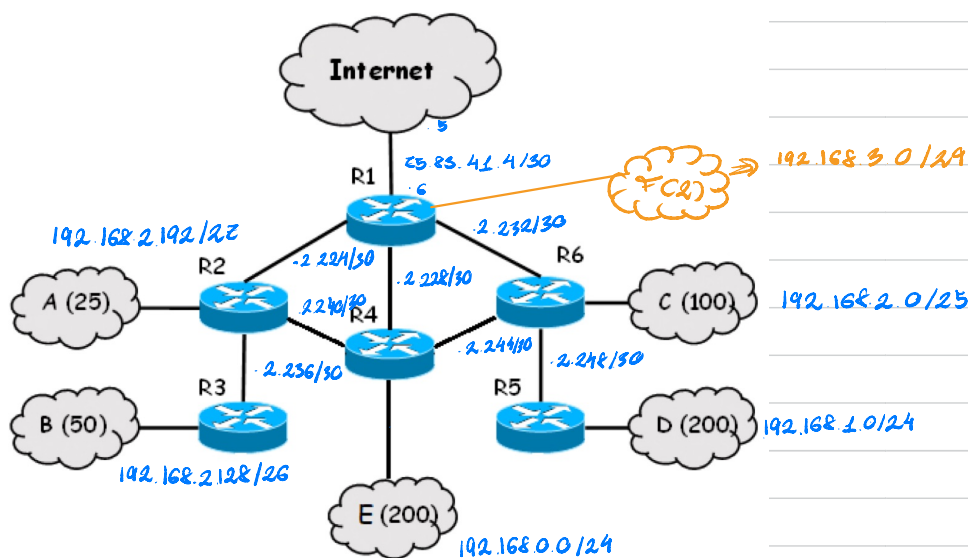 Internet
.5
25.83.41.4/30
R1
.6
F(2)
192.168.3.0/29
192.168.2.192/27
.2.232/30
R2
.2.224/30
.2.228/30
R6
A (25)
.2.240/30
R4
C (100)
192.168.2.0/25
.2.236/30
.2.244/30
.2.248/30
R3
R5
B (50)
D (200)
192.168.1.0/24
192.168.2.128/26
E (200)
192.168.0.0/24